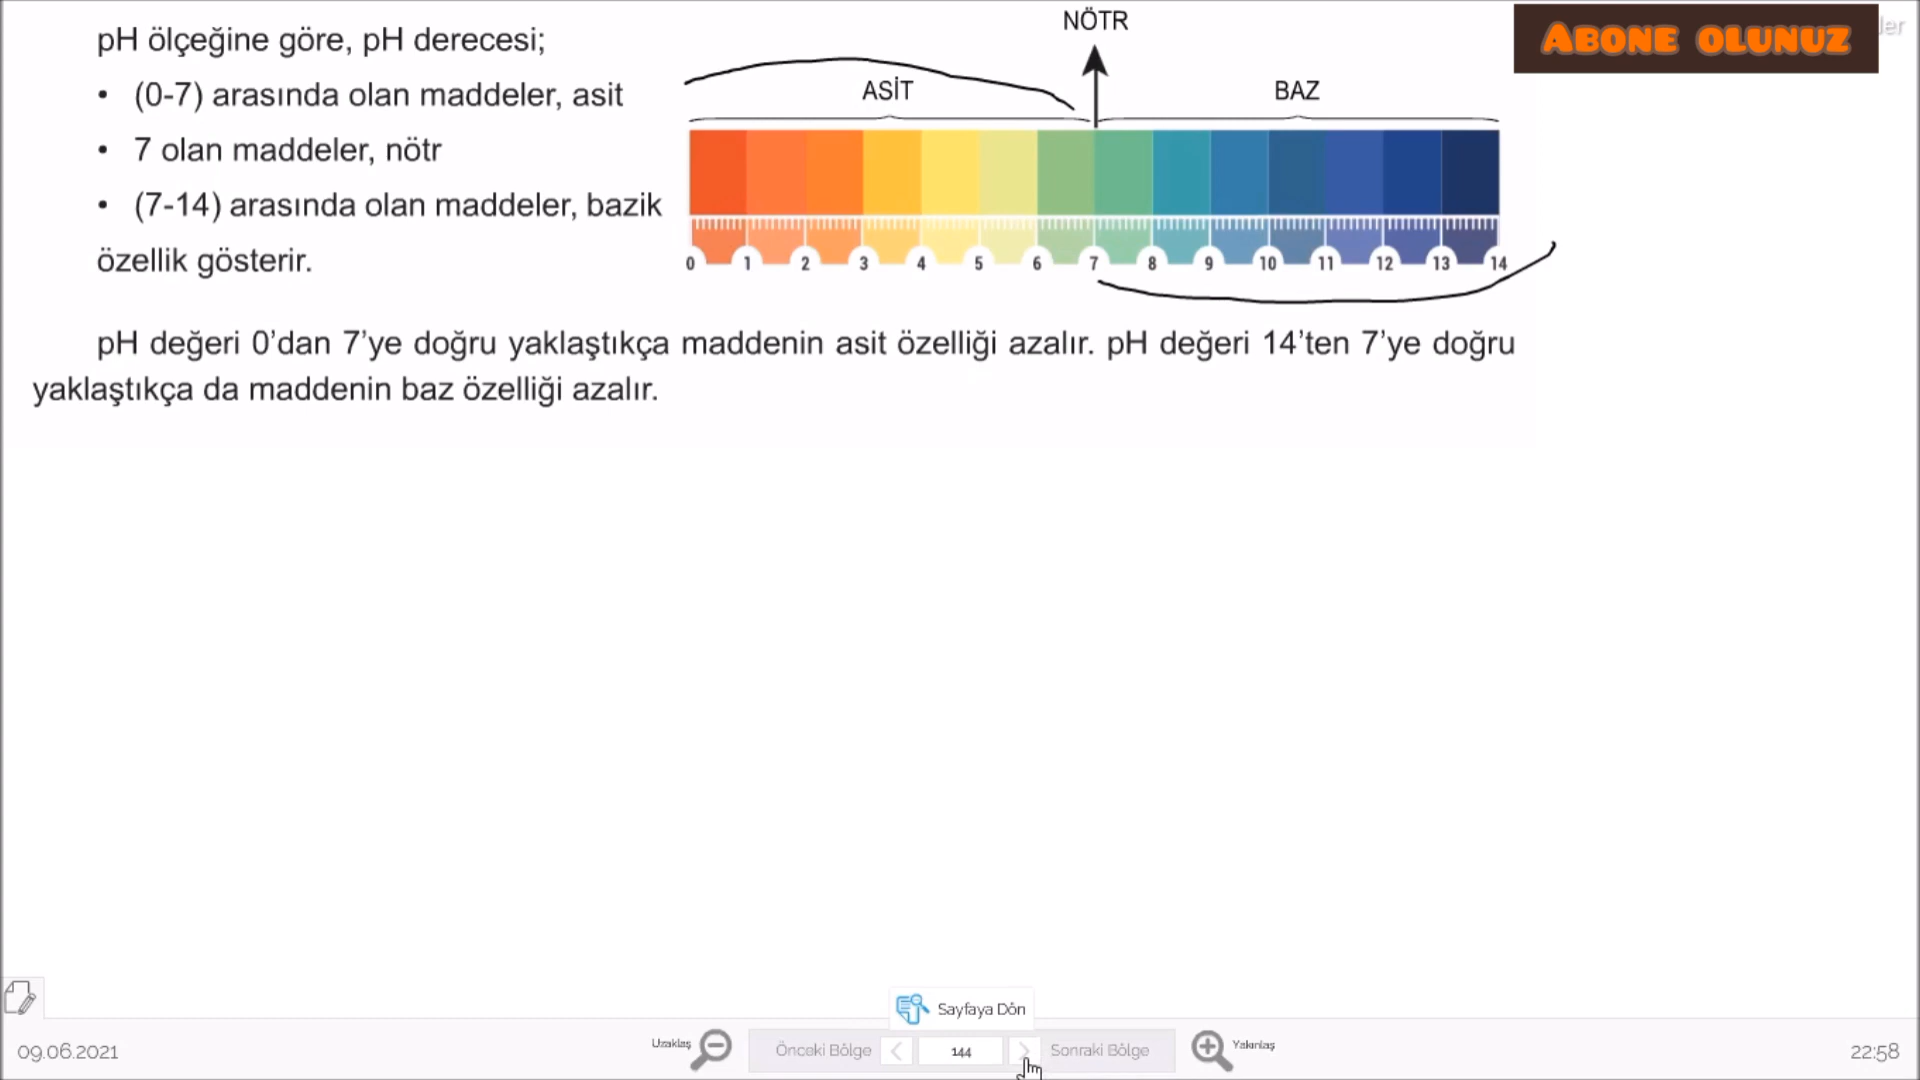 pH ölçeğine göre, pH derecesi;
• (0-7) arasında olan maddeler, asit
• 7 olan maddeler, nötr
• (7-14) arasında olan maddeler, bazik
özellik gösterir.
NÖTR
ASİT
BAZ
0 1 2 3 4 5 6 7 8 9 10 11 12 13 14
ABONE OLUNUZ
pH değeri 0’dan 7’ye doğru yaklaştıkça maddenin asit özelliği azalır. pH değeri 14’ten 7’ye doğru
yaklaştıkça da maddenin baz özelliği azalır.
Sayfaya Dön
09.06.2021
Uzaklaş
Önceki Bölge
144
Sonraki Bölge
Yakınlaş
22:58